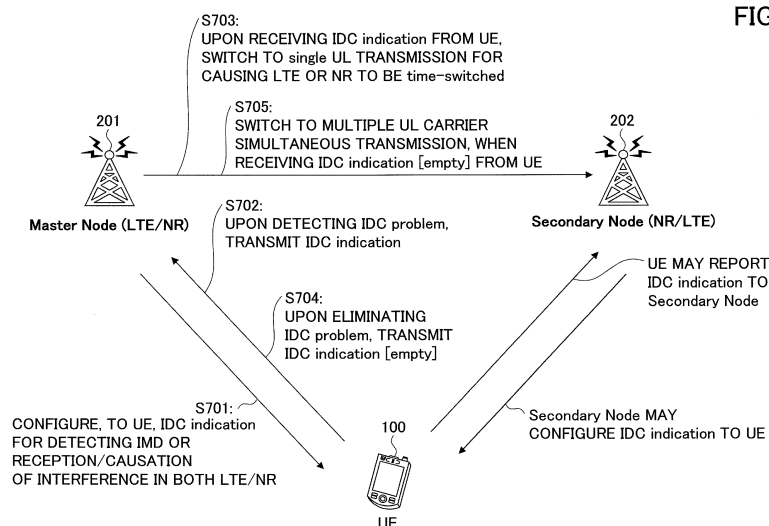 FIG
S703:
UPON RECEIVING IDC indication FROM UE,
SWITCH TO single UL TRANSMISSION FOR
CAUSING LTE OR NR TO BE time-switched
S705:
SWITCH TO MULTIPLE UL CARRIER
SIMULTANEOUS TRANSMISSION, WHEN
RECEIVING IDC indication [empty] FROM UE
201
202
Master Node (LTE/NR)
Secondary Node (NR/LTE)
S702:
UPON DETECTING IDC problem,
TRANSMIT IDC indication
UE MAY REPORT
IDC indication TO
Secondary Node
S704:
UPON ELIMINATING
IDC problem, TRANSMIT
IDC indication [empty]
S701:
CONFIGURE, TO UE, IDC indication
FOR DETECTING IMD OR
RECEPTION/CAUSATION
OF INTERFERENCE IN BOTH LTE/NR
Secondary Node MAY
CONFIGURE IDC indication TO UE
100
UE